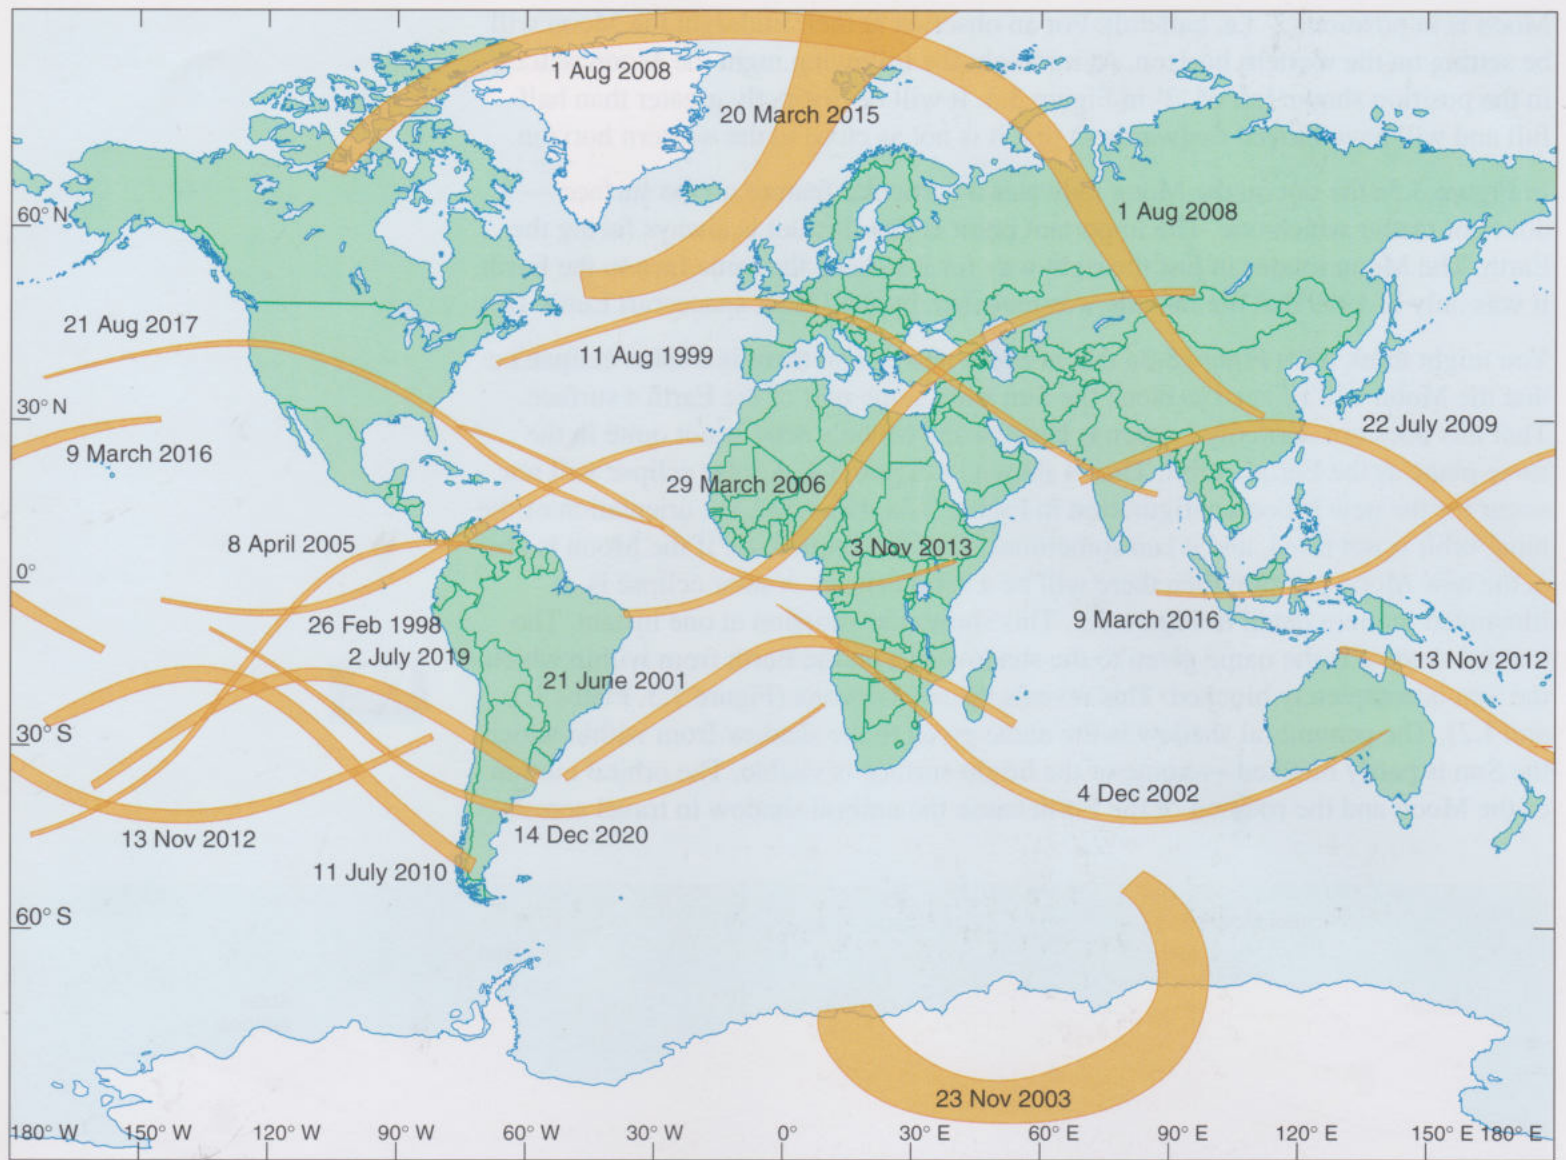 1 Aug 2008
20 March 2015
60° N
1 Aug 2008
21 Aug 2017
11 Aug 1999
30° N
22 July 2009
9 March 2016
29 March 2006
8 April 2005
3 Nov 2013
0°
26 Feb 1998
9 March 2016
2 July 2019
13 Nov 2012
21 June 2001
30° S
4 Dec 2002
13 Nov 2012
14 Dec 2020
11 July 2010
60° S
23 Nov 2003
180° W 150° W 120° W 90° W 60° W 30° W 0° 30° E 60° E 90° E 120° E 150° E 180° E